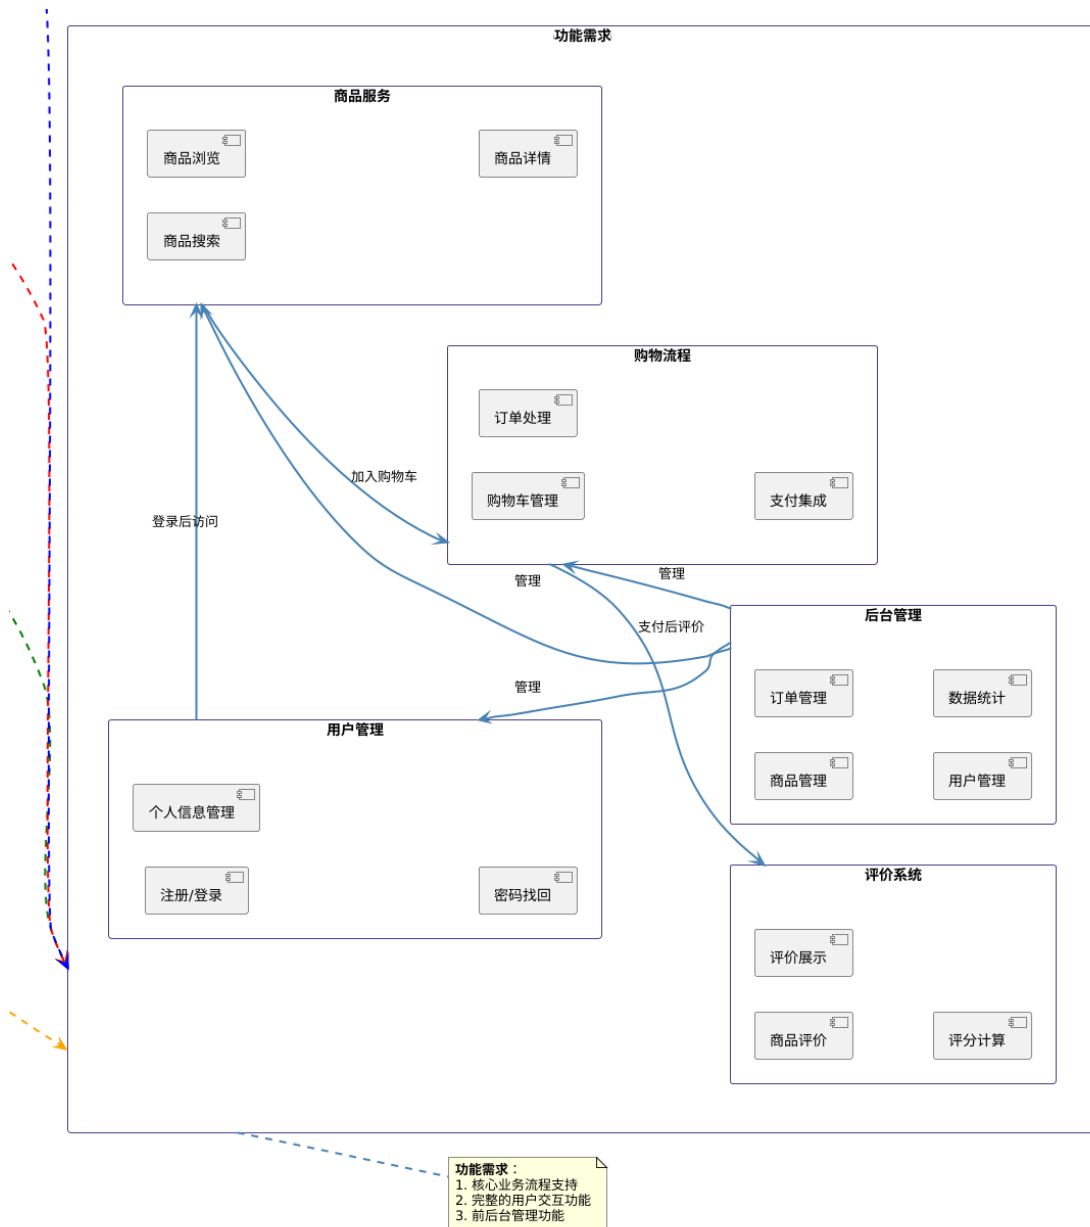 功能需求
商品服务
商品浏览
商品详情
商品搜索
购物流程
订单处理
加入购物车
购物车管理
支付集成
登录后访问
管理
管理
后台管理
支付后评价
订单管理
数据统计
管理
用户管理
商品管理
用户管理
个人信息管理
评价系统
注册/登录
密码找回
评价展示
商品评价
评分计算
功能需求：
1. 核心业务流程支持
2. 完整的用户交互功能
3. 前后台管理功能